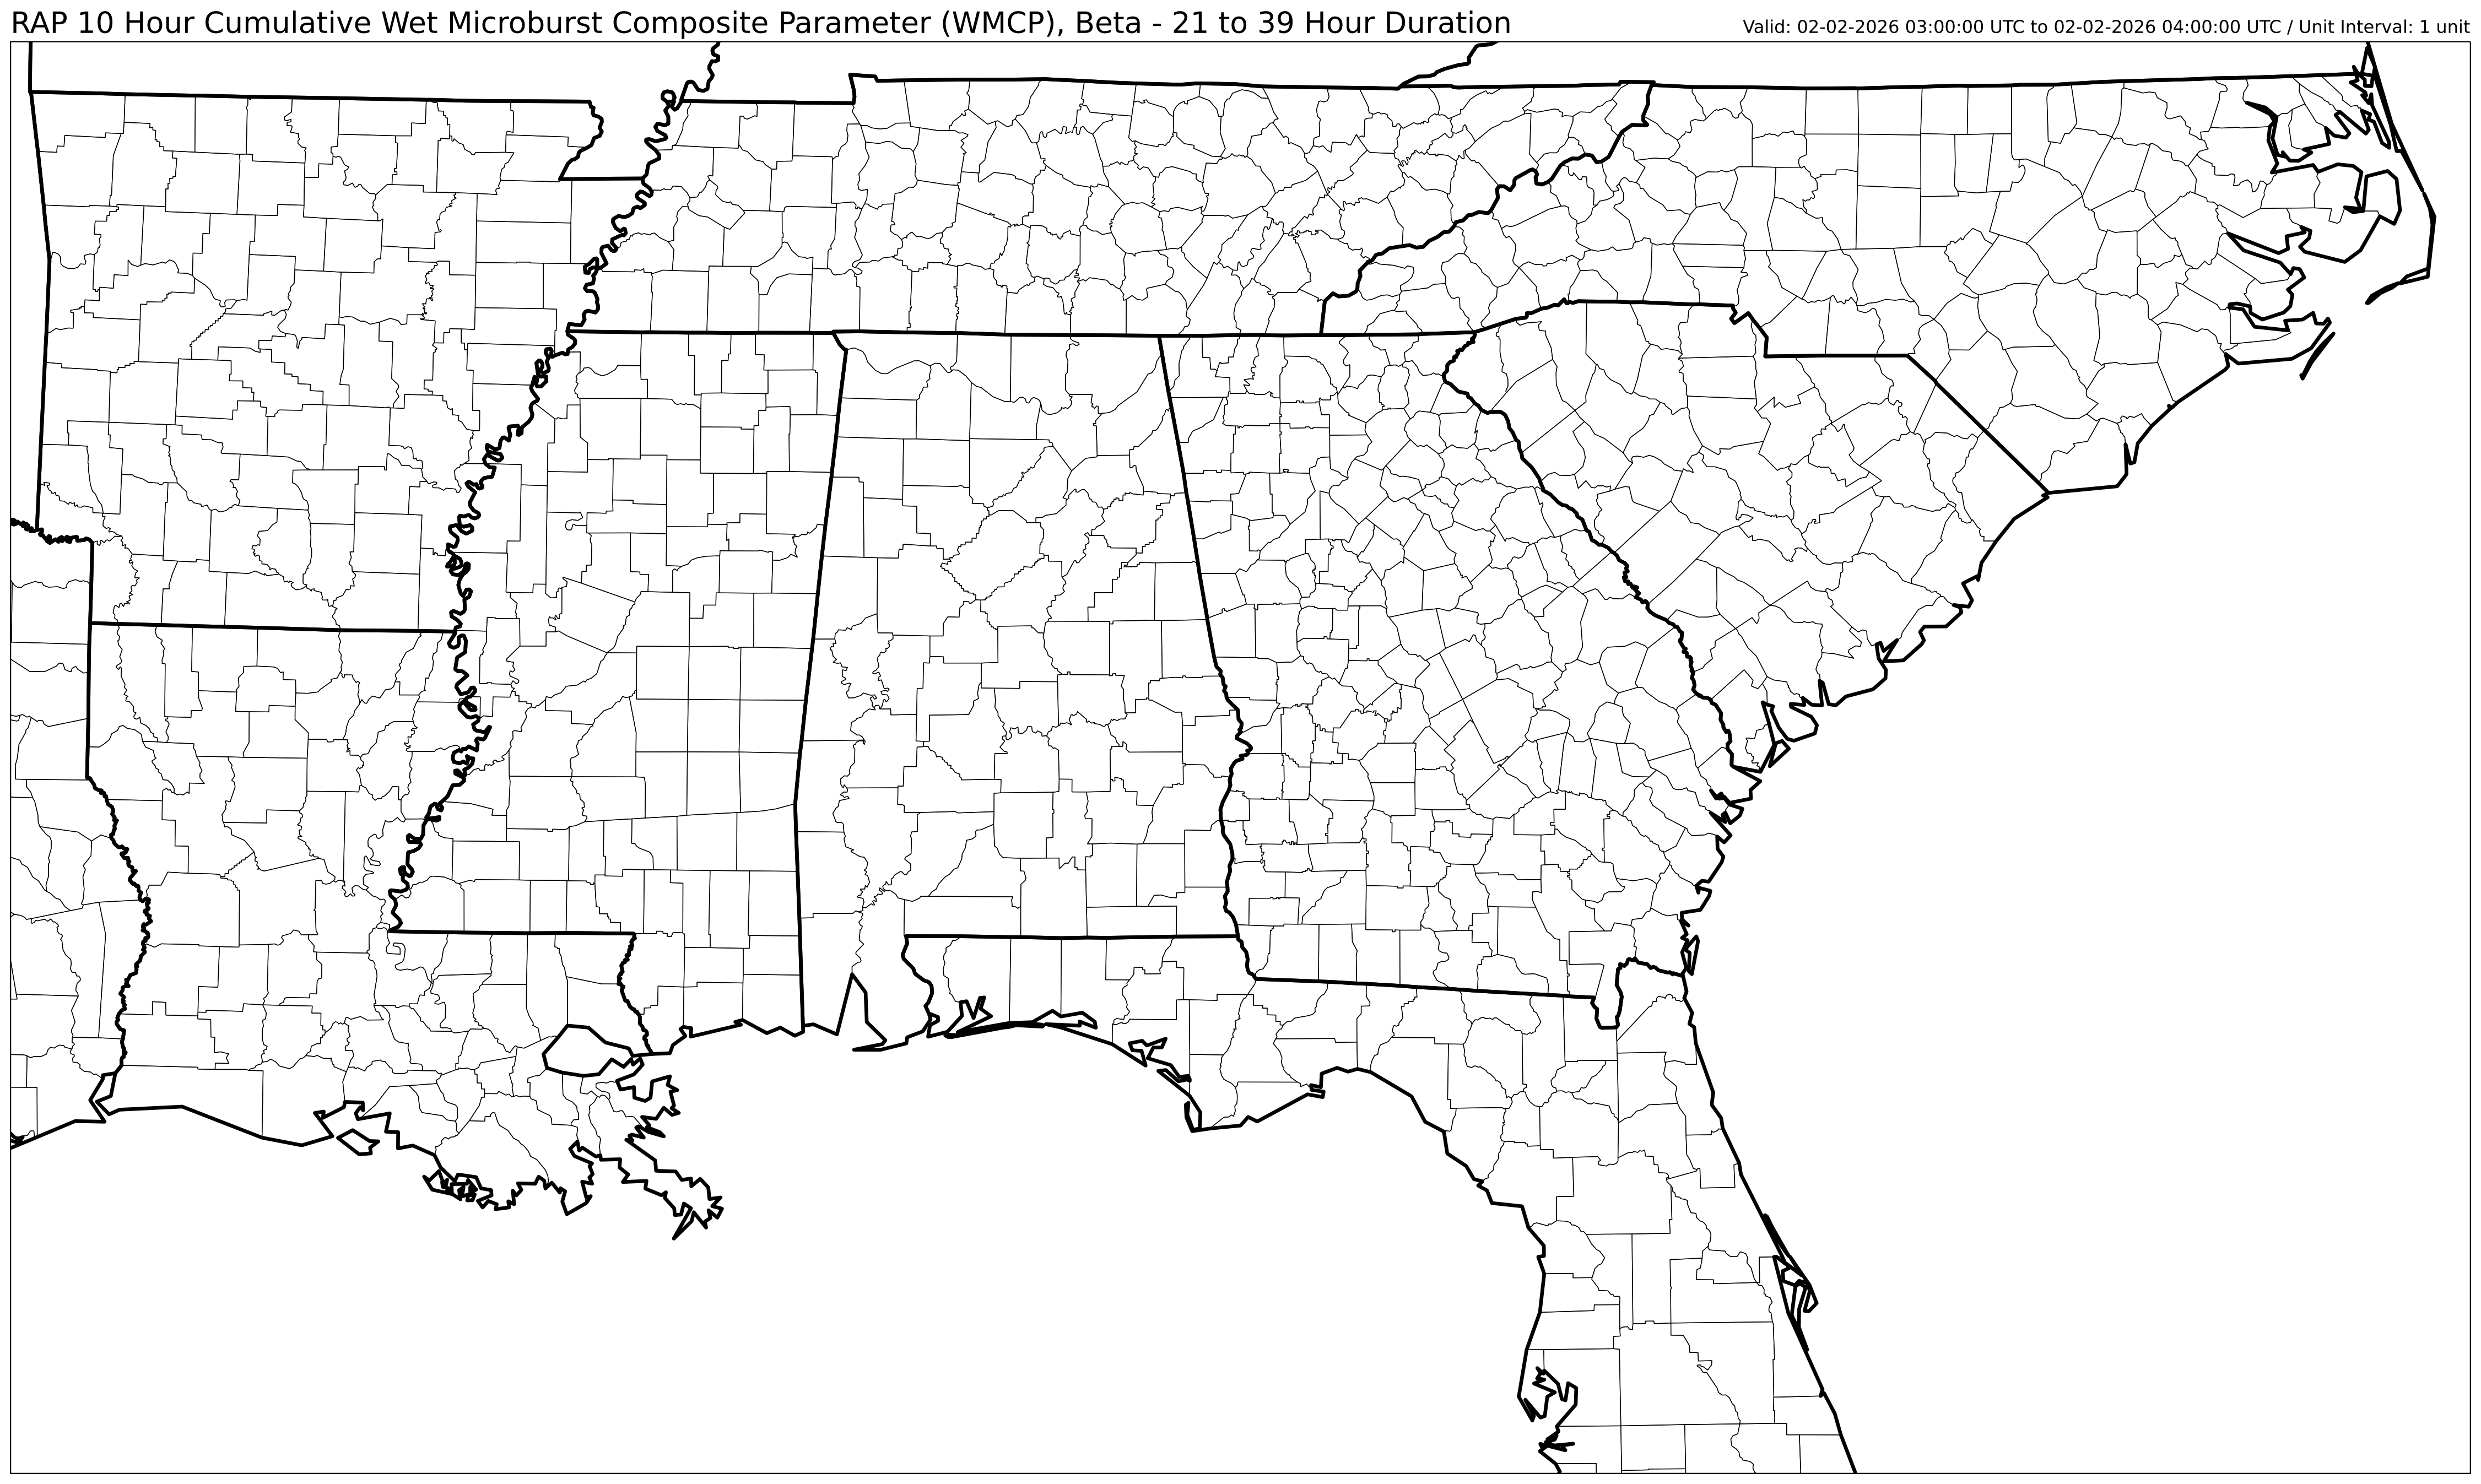 RAP 10 Hour Cumulative Wet Microburst Composite Parameter (WMCP), Beta - 21 to 39 Hour Duration
Valid: 02-02-2026 03:00:00 UTC to 02-02-2026 04:00:00 UTC / Unit Interval: 1 unit